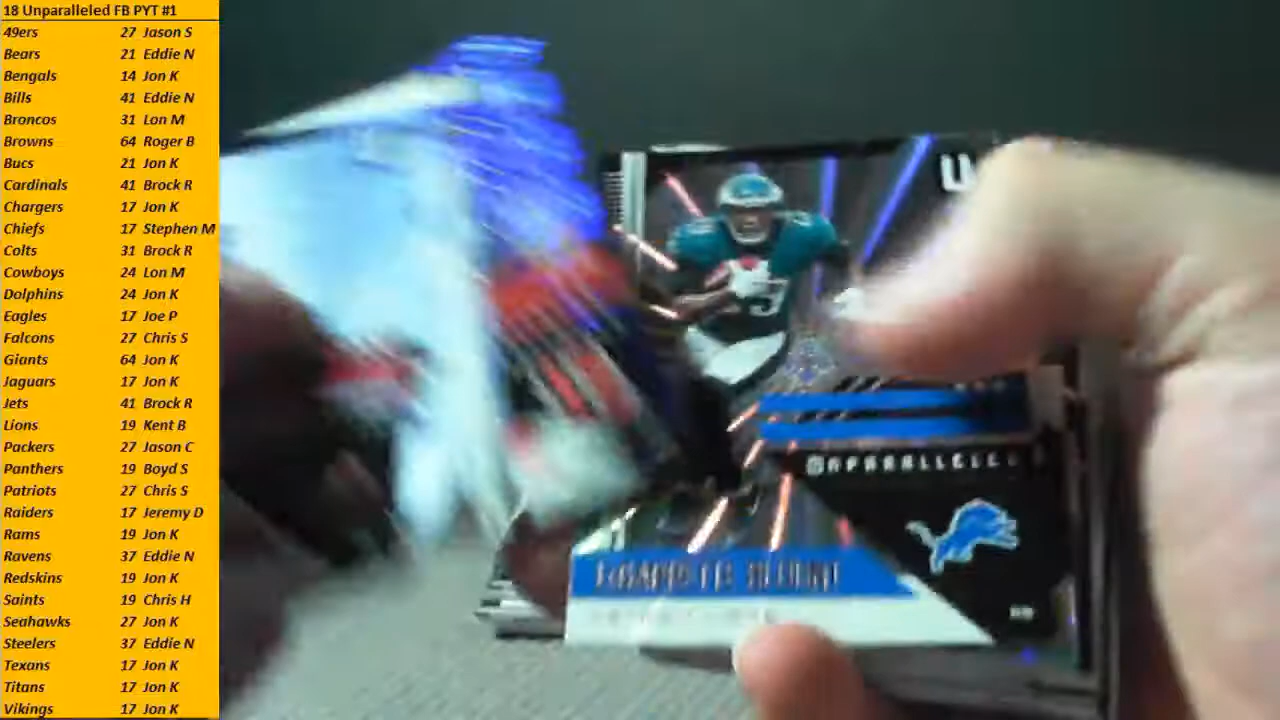 18 Unparalleled FB PYT #1
49ers 27 Jason S
Bears 21 Eddie N
Bengals 14 Jon K
Bills 41 Eddie N
Broncos 31 Lon M
Browns 64 Roger B
Bucs 21 Jon K
Cardinals 41 Brock R
Chargers 17 Jon K
Chiefs 17 Stephen M
Colts 31 Brock R
Cowboys 24 Lon M
Dolphins 24 Jon K
Eagles 17 Joe P
Falcons 27 Chris S
Giants 64 Jon K
Jaguars 17 Jon K
Jets 41 Brock R
Lions 19 Kent B
Packers 27 Jason C
Panthers 19 Boyd S
Patriots 27 Chris S
Raiders 17 Jeremy D
Rams 19 Jon K
Ravens 37 Eddie N
Redskins 19 Jon K
Saints 19 Chris H
Seahawks 27 Jon K
Steelers 37 Eddie N
Texans 17 Jon K
Titans 17 Jon K
Vikings 17 Jon K